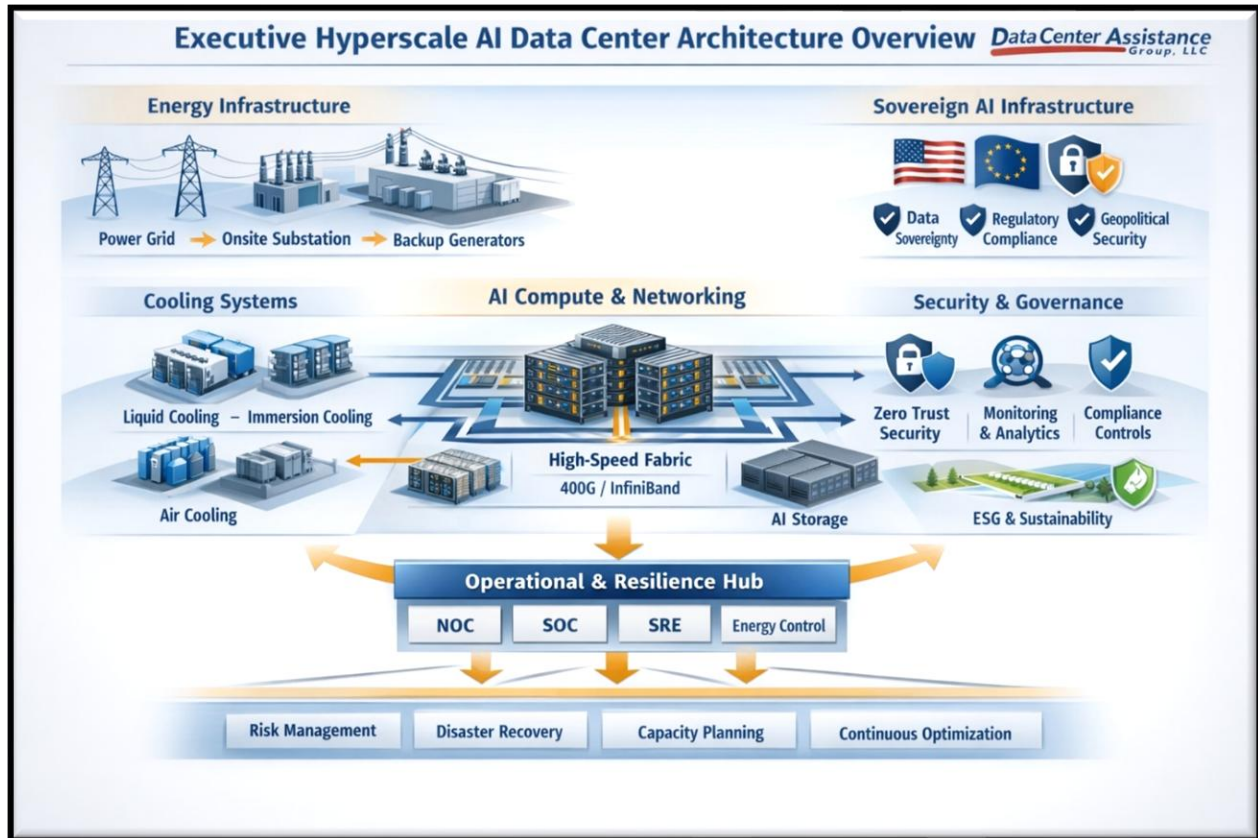 Executive Hyperscale AI Data Center Architecture Overview
Data Center Assistance
Group, LLC
Energy Infrastructure
Power Grid
Onsite Substation
Backup Generators
Sovereign AI Infrastructure
Data
Sovereignty
Regulatory
Compliance
Geopolitical
Security
Cooling Systems
Liquid Cooling – Immersion Cooling
Air Cooling
AI Compute & Networking
High-Speed Fabric
400G / InfiniBand
AI Storage
Security & Governance
Zero Trust
Security
Monitoring
& Analytics
Compliance
Controls
ESG & Sustainability
Operational & Resilience Hub
NOC
SOC
SRE
Energy Control
Risk Management
Disaster Recovery
Capacity Planning
Continuous Optimization